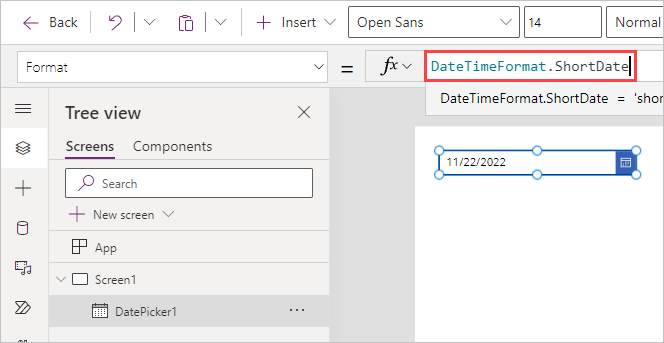 Back Insert Open Sans 14 Normal
Format = fx DateTimeFormat.ShortDate
DateTimeFormat.ShortDate = 'shor
Tree view
Screens Components
11/22/2022
Search
New screen
App
Screen1
DatePicker1